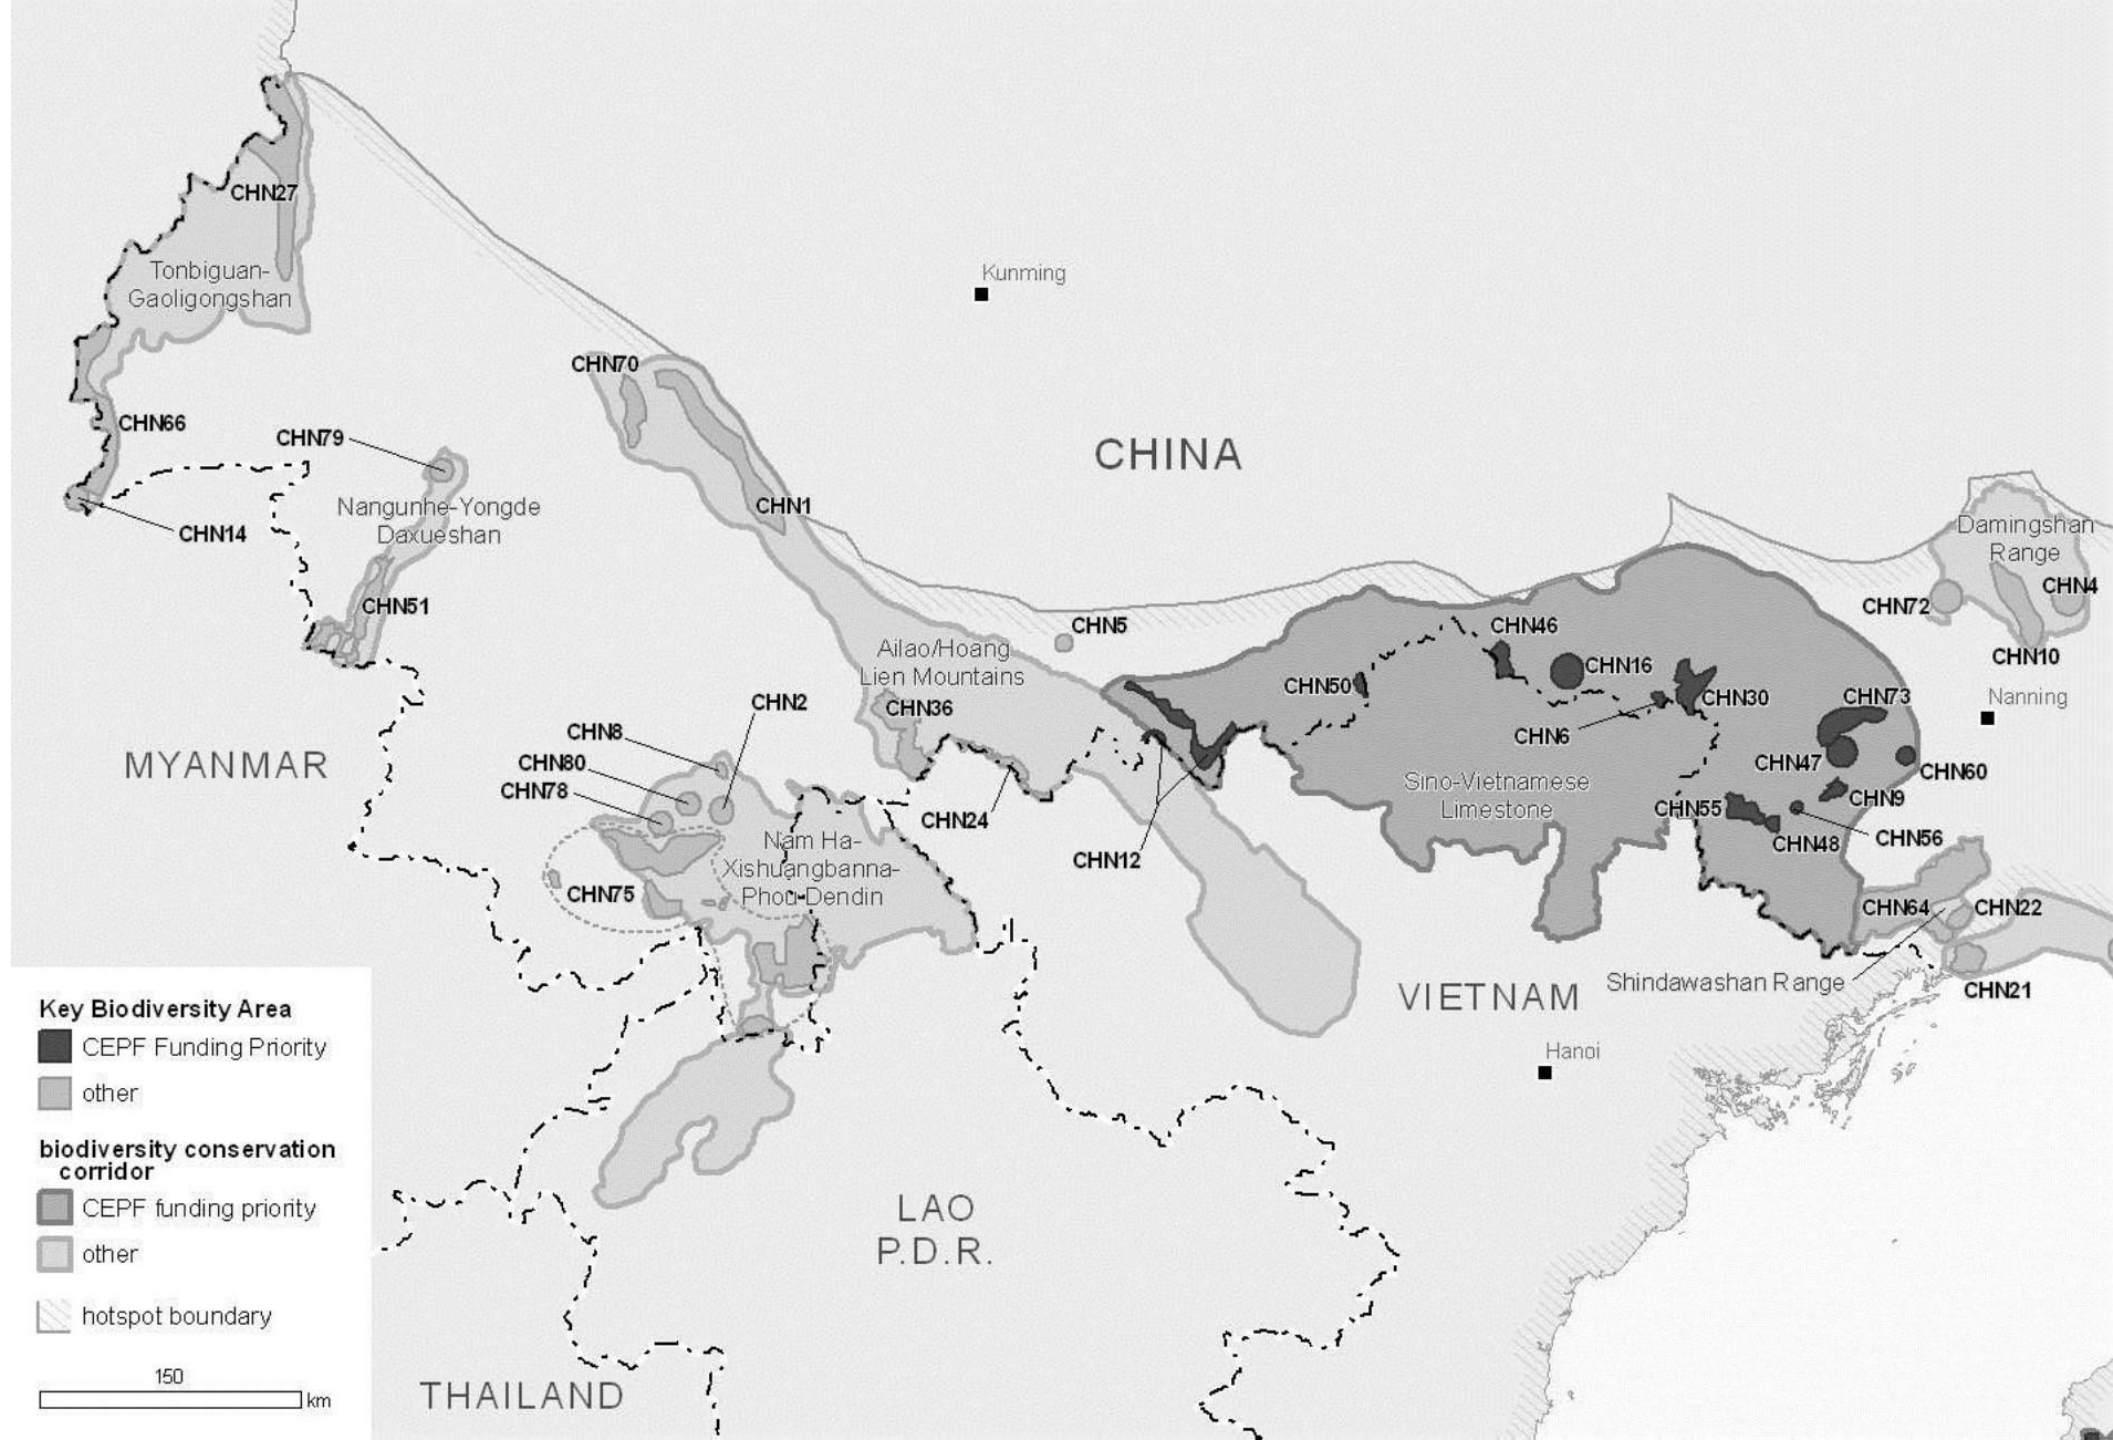 CHN27
Tonbiguan-
Gaoligongshan
Kunming
CHN70
CHN66
CHN79
CHINA
Nangunhe-Yongde
Daxueshan
CHN1
CHN14
Damingshan
Range
CHN4
CHN72
CHN51
CHN5
CHN46
Ailao/Hoang
Lien Mountains
CHN10
CHN16
CHN50
CHN30
CHN73
Nanning
CHN2
CHN36
CHN8
CHN6
MYANMAR
CHN80
CHN47
CHN60
CHN78
Sino-Vietnamese
Limestone
CHN9
CHN55
CHN24
CHN56
CHN48
CHN12
Nam Ha-
Xishuangbanna-
Phou-Dendin
CHN75
CHN64
CHN22
Shindawashan Range
CHN21
VIETNAM
Hanoi
Key Biodiversity Area
CEPF Funding Priority
other
biodiversity conservation
corridor
CEPF funding priority
other
hotspot boundary
150
km
LAO
P.D.R.
THAILAND